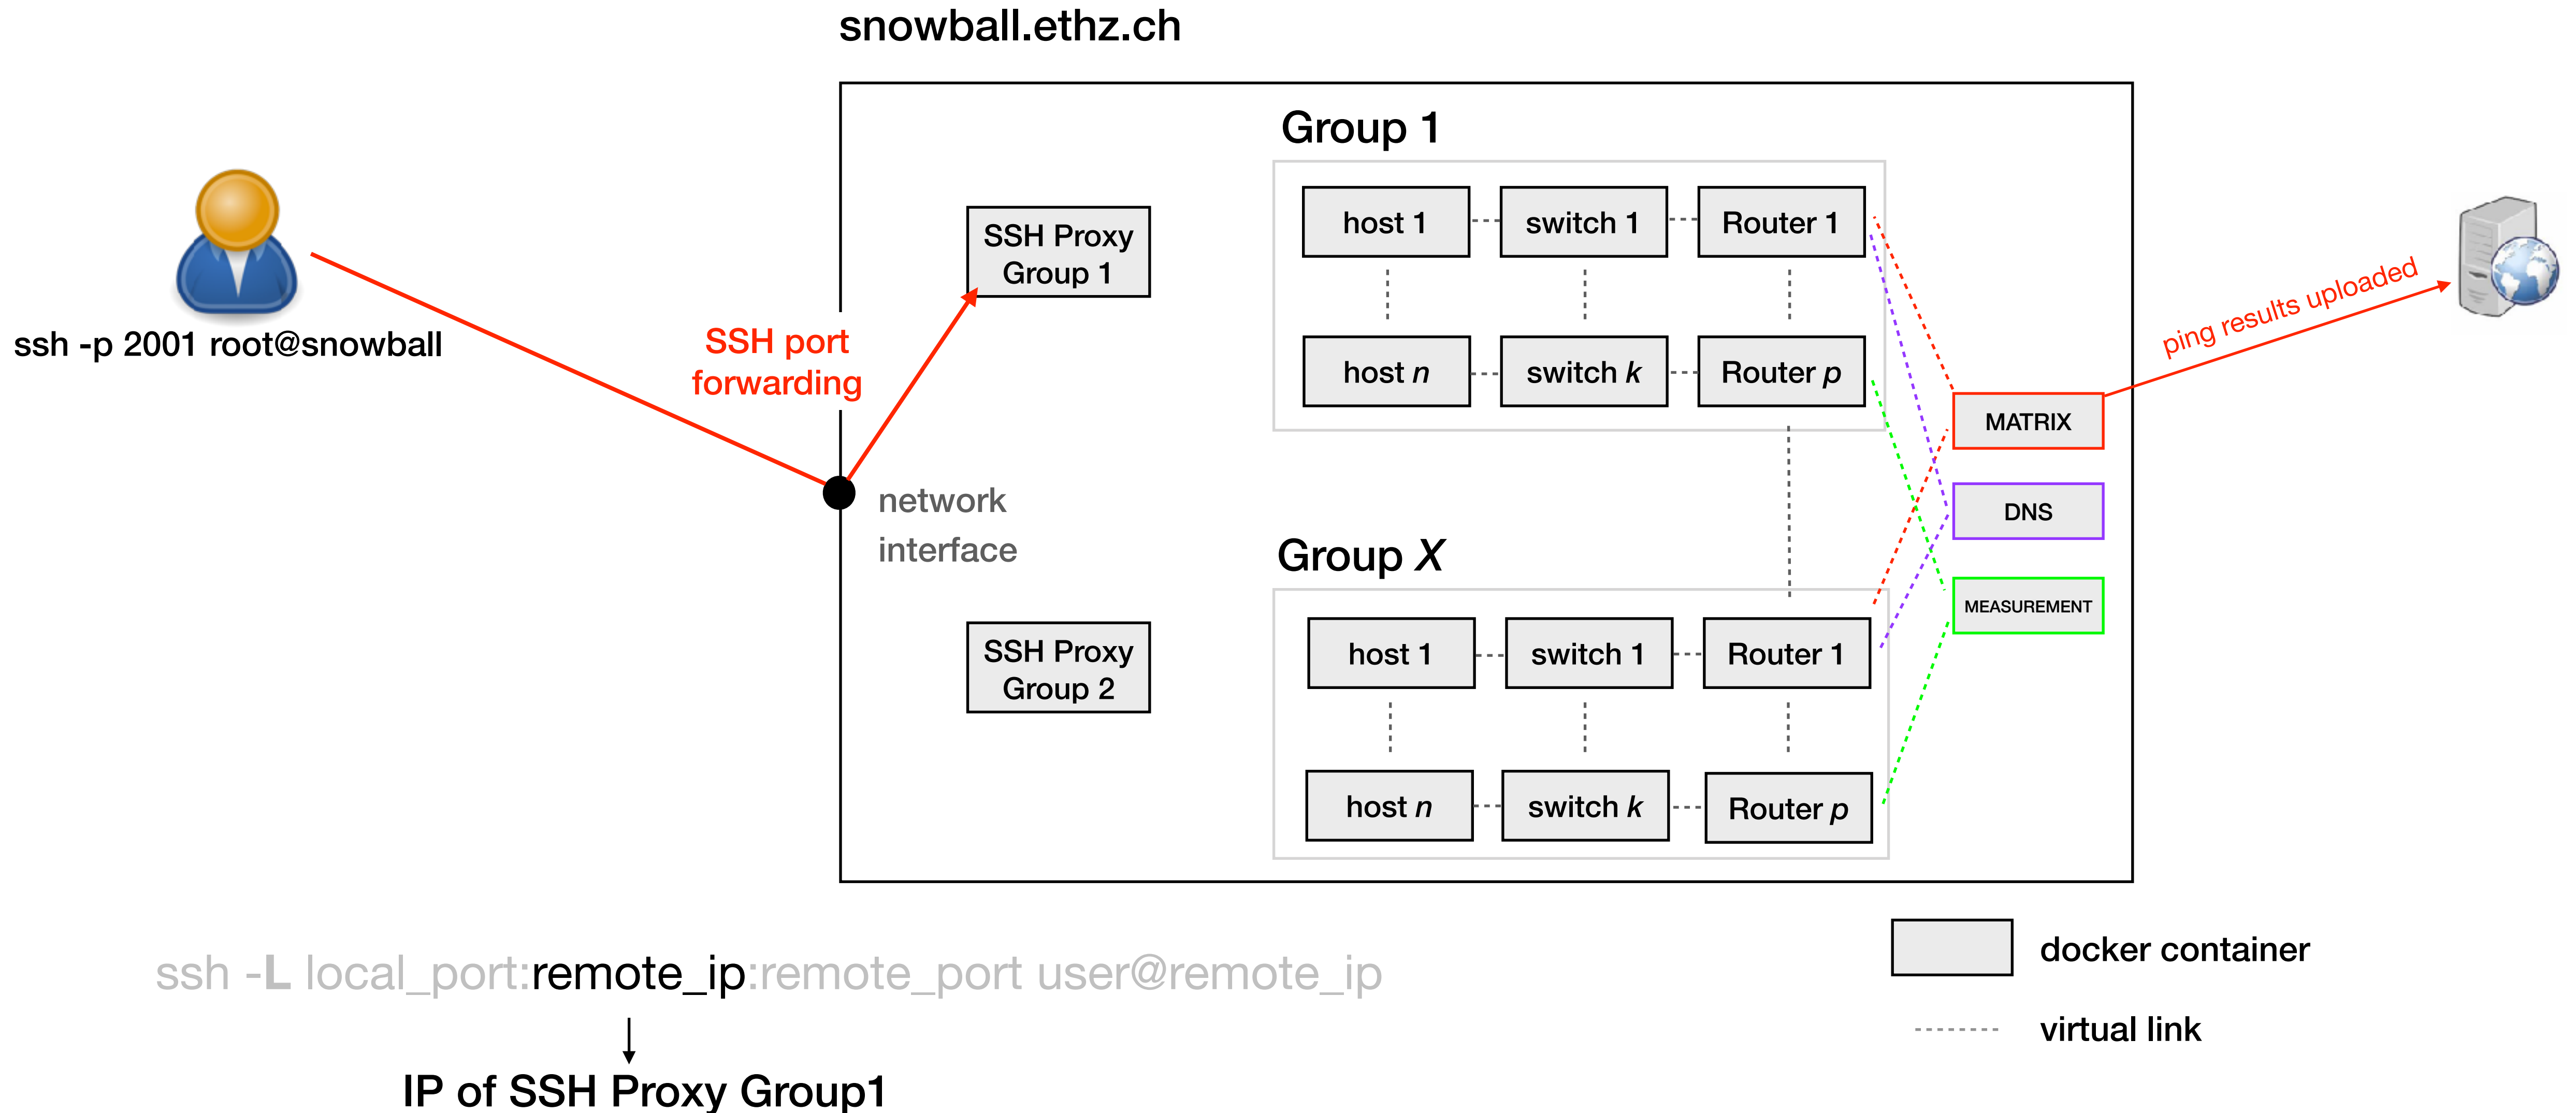 snowball.ethz.ch
ssh -p 2001 root@snowball
SSH port
forwarding
network
interface
SSH Proxy
Group 1
SSH Proxy
Group 2
Group 1
host 1
switch 1
Router 1
host n
switch k
Router p
Group X
host 1
switch 1
Router 1
host n
switch k
Router p
MATRIX
DNS
MEASUREMENT
ping results uploaded
ssh -L local_port:remote_ip:remote_port user@remote_ip
IP of SSH Proxy Group1
docker container
virtual link